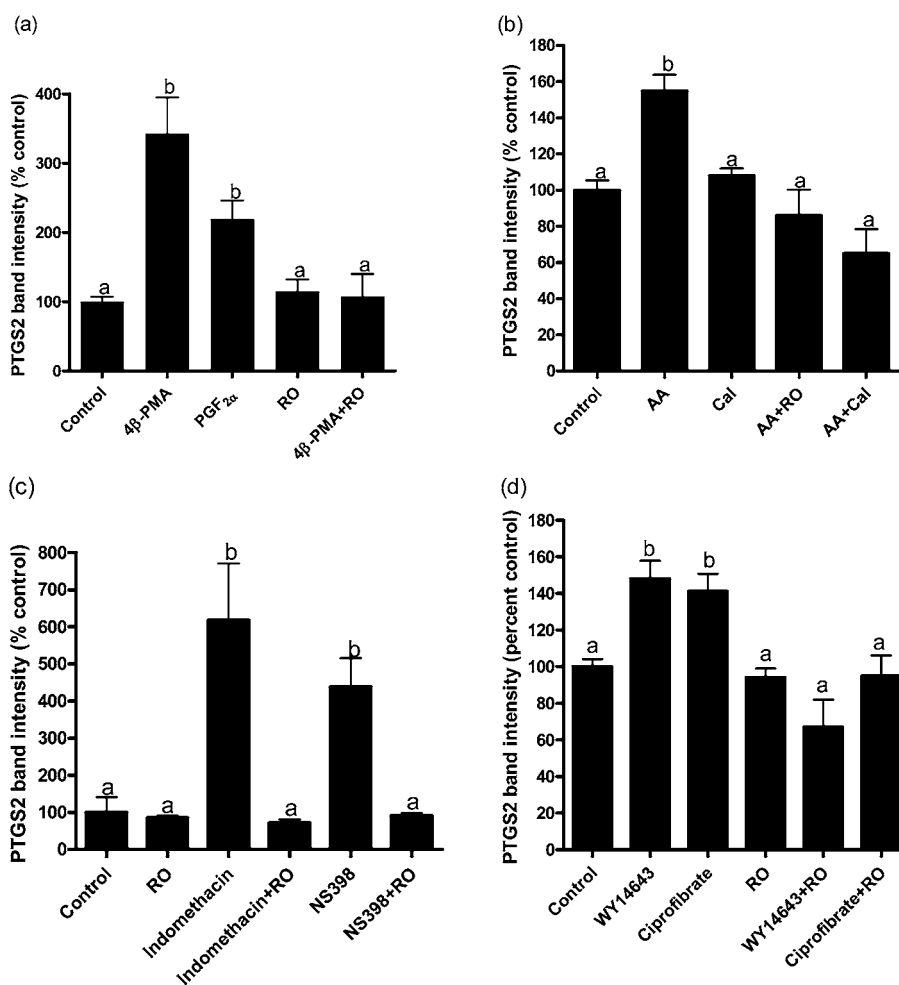 (a)
PTGS2 band intensity (% control)
400
300
200
100
0
b
b
a
a
a
Control
4β-PMA
PGF2α
RO
4β-PMA+RO
(b)
PTGS2 band intensity (% control)
180
160
140
120
100
80
60
40
20
0
a
b
a
a
a
Control
AA
Cal
AA+RO
AA+Cal
(c)
PTGS2 band intensity (% control)
800
700
600
500
400
300
200
100
0
a
a
b
a
b
a
Control
RO
Indomethacin
Indomethacin+RO
NS398
NS398+RO
(d)
PTGS2 band intensity (percent control)
180
160
140
120
100
80
60
40
20
0
a
b
b
a
a
a
Control
WY14643
Ciprofibrate
RO
WY14643+RO
Ciprofibrate+RO